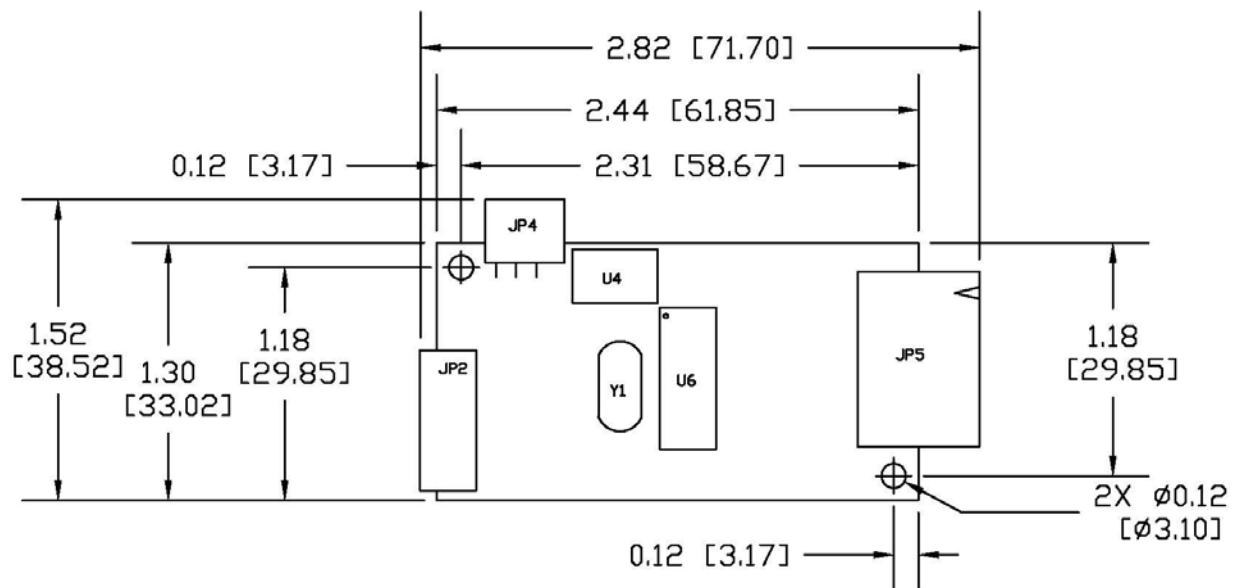 2.82 [71.70]
2.44 [61.85]
0.12 [3.17]
2.31 [58.67]
JP4
U4
1.52
[38.52]
1.30
[33.02]
1.18
[29.85]
JP2
Y1
U6
JP5
1.18
[29.85]
2X ⌀0.12
[⌀3.10]
0.12 [3.17]